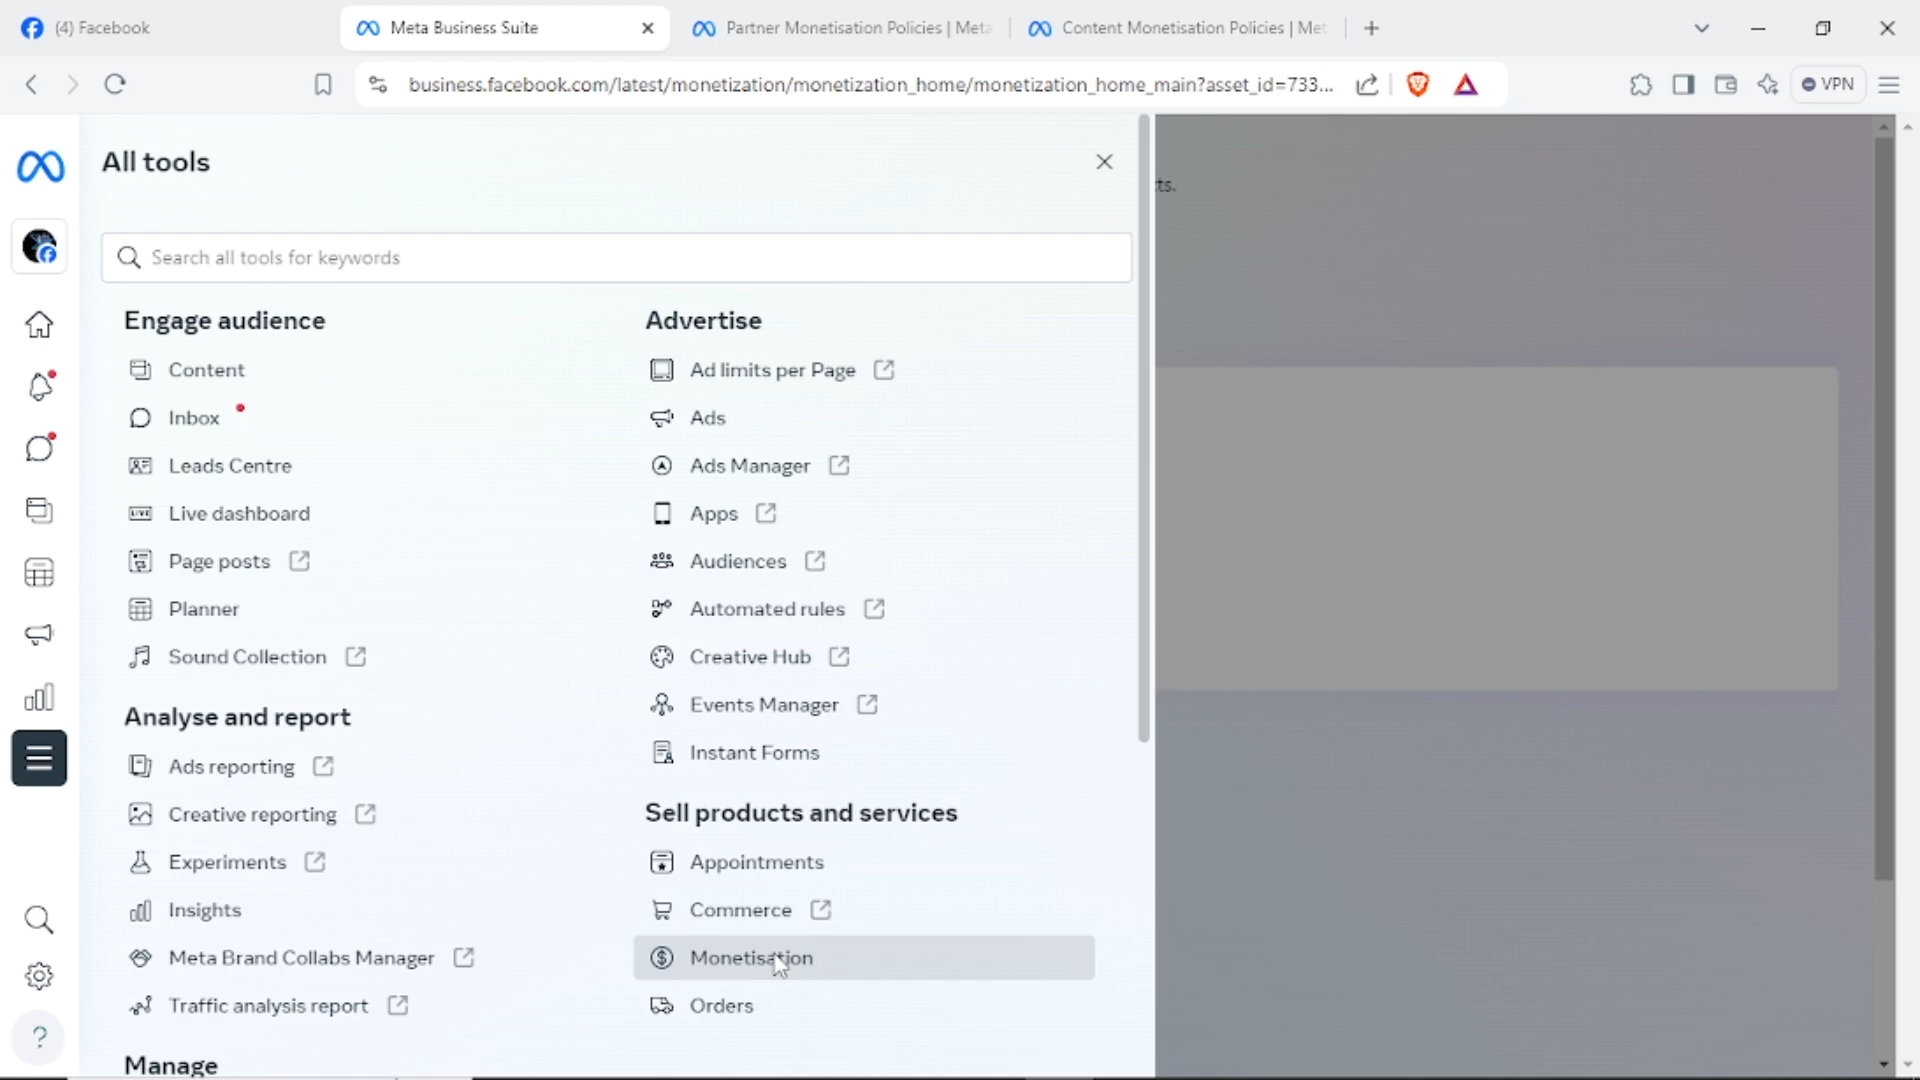 (4) Facebook
Meta Business Suite
Partner Monetisation Policies | Meta
Content Monetisation Policies | Met
business.facebook.com/latest/monetization/monetization_home/monetization_home_main?asset_id=733...
VPN
All tools
ts.
Search all tools for keywords
Engage audience
Content
Inbox
Leads Centre
Live dashboard
Page posts
Planner
Sound Collection
Analyse and report
Ads reporting
Creative reporting
Experiments
Insights
Meta Brand Collabs Manager
Traffic analysis report
Manage
Advertise
Ad limits per Page
Ads
Ads Manager
Apps
Audiences
Automated rules
Creative Hub
Events Manager
Instant Forms
Sell products and services
Appointments
Commerce
Monetisation
Orders